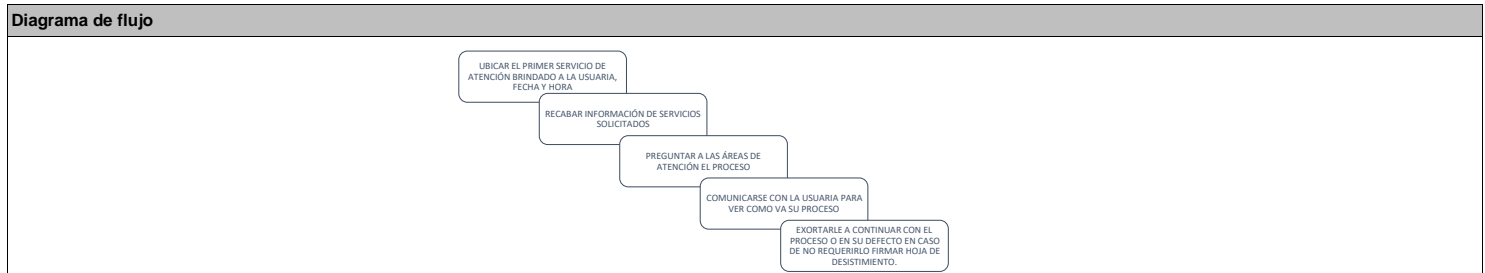 Diagrama de flujo
UBICAR EL PRIMER SERVICIO DE
ATENCIÓN BRINDADO A LA USUARIA,
FECHA Y HORA
RECABAR INFORMACIÓN DE SERVICIOS
SOLICITADOS
PREGUNTAR A LAS ÁREAS DE
ATENCIÓN EL PROCESO
COMUNICARSE CON LA USUARIA PARA
VER COMO VA SU PROCESO
EXORTARLE A CONTINUAR CON EL
PROCESO O EN SU DEFECTO EN CASO
DE NO REQUERIRLO FIRMAR HOJA DE
DESISTIMIENTO.